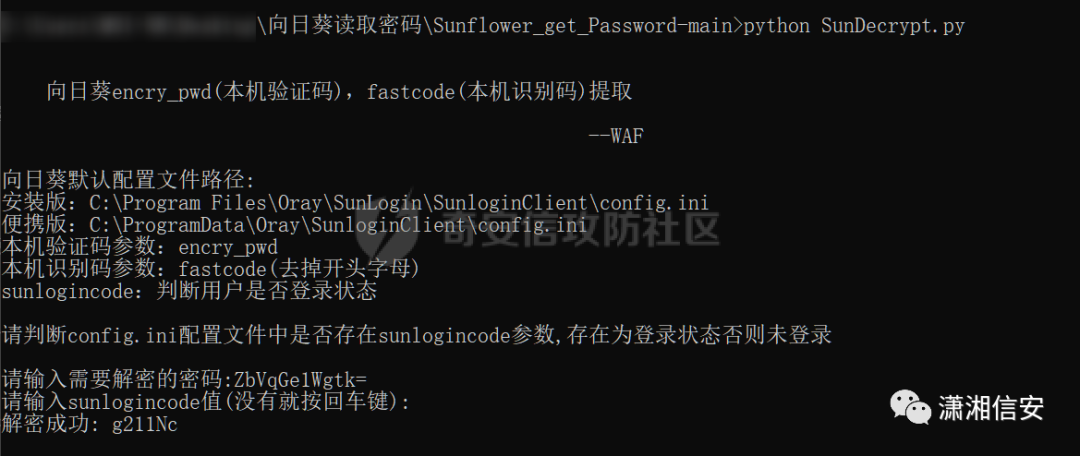 \向日葵读取密码\Sunflower_get_Password-main>python SunDecrypt.py
向日葵encry_pwd(本机验证码)，fastcode(本机识别码)提取
--WAF
向日葵默认配置文件路径:
安装版：C:\Program Files\Oray\SunLogin\SunloginClient\config.ini
便携版：C:\ProgramData\Oray\SunloginClient\config.ini
本机验证码参数：encry_pwd
本机识别码参数：fastcode(去掉开头字母)
sunlogincode：判断用户是否登录状态
请判断config.ini配置文件中是否存在sunlogincode参数,存在为登录状态否则未登录
请输入需要解密的密码:ZbVqGe1Wgtk=
请输入sunlogincode值(没有就按回车键):
解密成功: g211Nc
奇安信攻防社区
潇湘信安